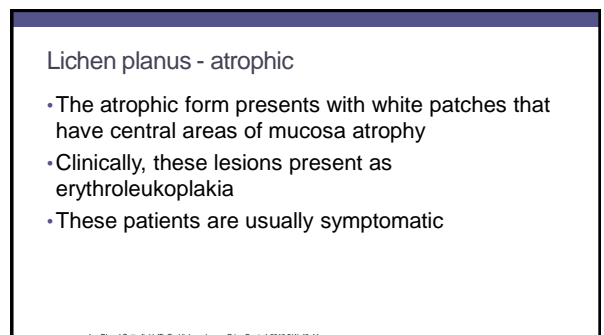 Lichen planus - atrophic
•The atrophic form presents with white patches that
have central areas of mucosa atrophy
•Clinically, these lesions present as
erythroleukoplakia
•These patients are usually symptomatic